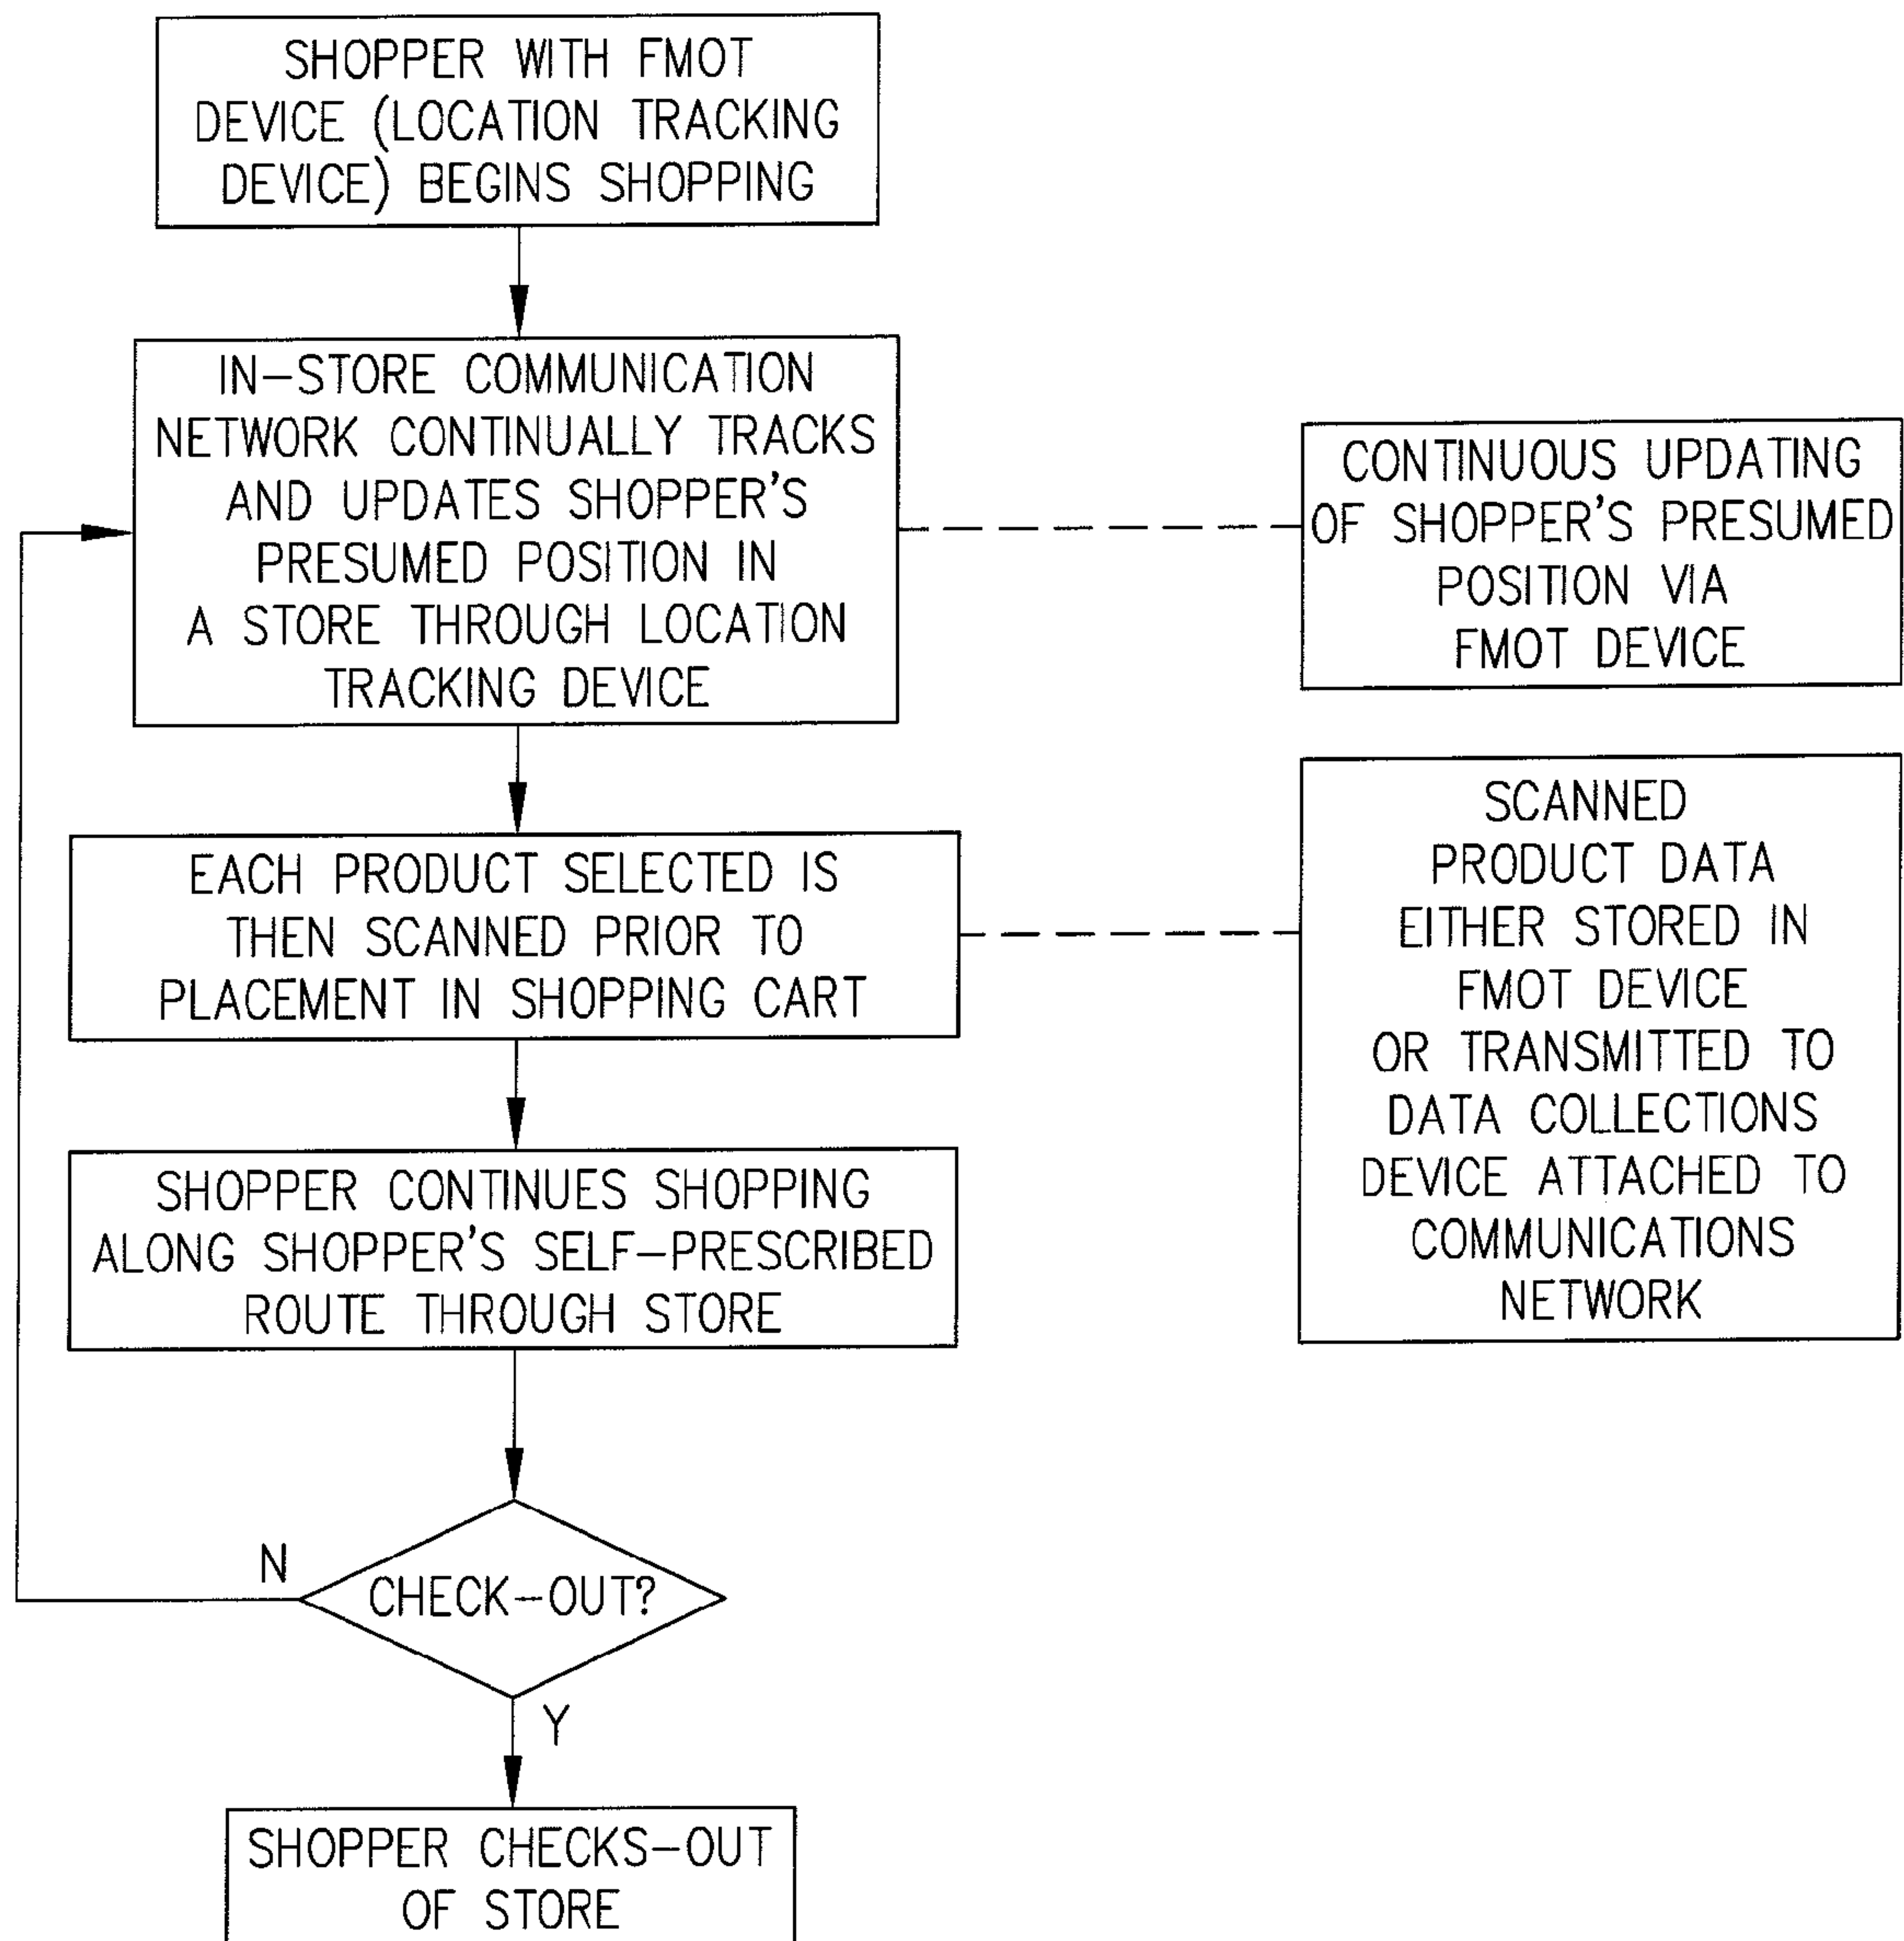 SHOPPER WITH FMOT
DEVICE (LOCATION TRACKING
DEVICE) BEGINS SHOPPING
IN-STORE COMMUNICATION
NETWORK CONTINUALLY TRACKS
AND UPDATES SHOPPER'S
PRESUMED POSITION IN
A STORE THROUGH LOCATION
TRACKING DEVICE
CONTINUOUS UPDATING
OF SHOPPER'S PRESUMED
POSITION VIA
FMOT DEVICE
EACH PRODUCT SELECTED IS
THEN SCANNED PRIOR TO
PLACEMENT IN SHOPPING CART
SCANNED
PRODUCT DATA
EITHER STORED IN
FMOT DEVICE
OR TRANSMITTED TO
DATA COLLECTIONS
DEVICE ATTACHED TO
COMMUNICATIONS
NETWORK
SHOPPER CONTINUES SHOPPING
ALONG SHOPPER'S SELF-PRESCRIBED
ROUTE THROUGH STORE
N
CHECK-OUT?
Y
SHOPPER CHECKS-OUT
OF STORE